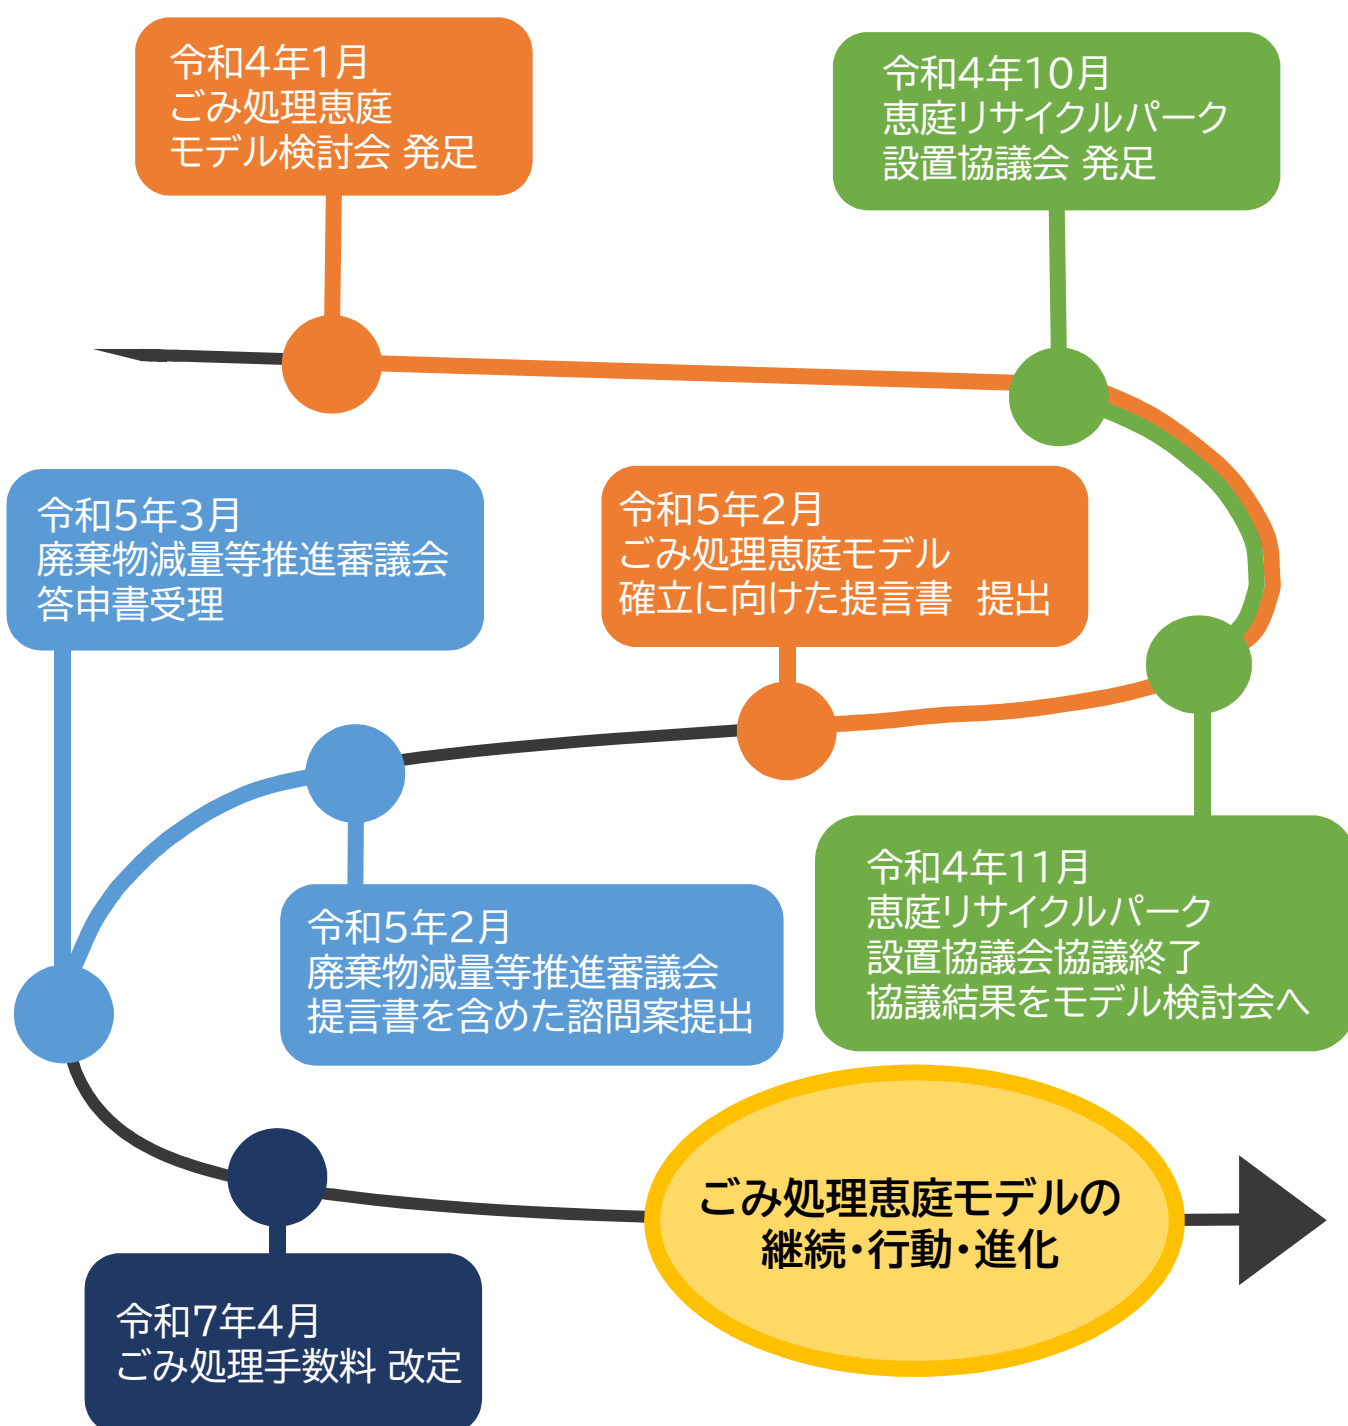 令和4年1月
ごみ処理恵庭
モデル検討会 発足
令和4年10月
恵庭リサイクルパーク
設置協議会 発足
令和4年11月
恵庭リサイクルパーク
設置協議会協議終了
協議結果をモデル検討会へ
令和5年2月
ごみ処理恵庭モデル
確立に向けた提言書　提出
令和5年2月
廃棄物減量等推進審議会
提言書を含めた諮問案提出
令和5年3月
廃棄物減量等推進審議会
答申書受理
令和7年4月
ごみ処理手数料 改定
ごみ処理恵庭モデルの
継続・行動・進化